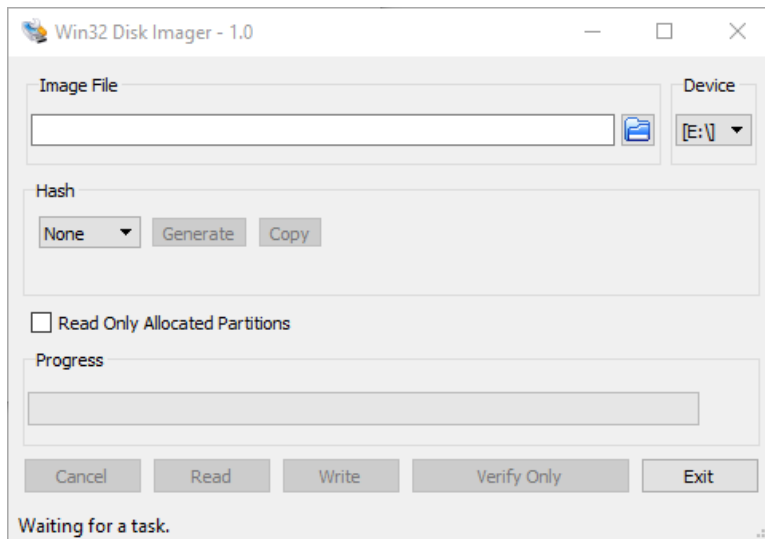 Win32 Disk Imager - 1.0
Image File
Device
[E:\]
Hash
None
Generate
Copy
Read Only Allocated Partitions
Progress
Cancel
Read
Write
Verify Only
Exit
Waiting for a task.